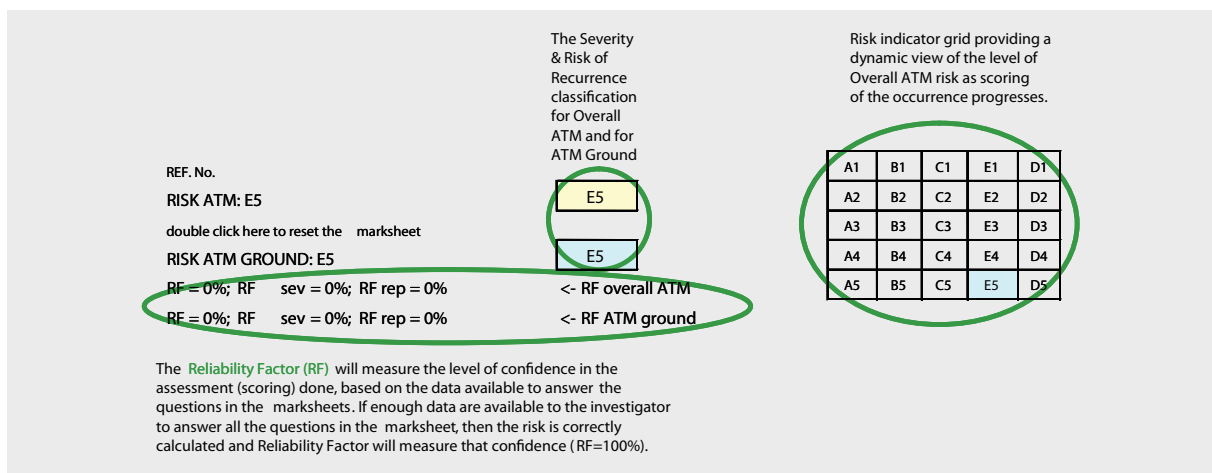 The Severity
& Risk of
Recurrence
classification
for Overall
ATM and for
ATM Ground
Risk indicator grid providing a
dynamic view of the level of
Overall ATM risk as scoring
of the occurrence progresses.
REF. No.
RISK ATM: E5
E5
double click here to reset the marksheet
RISK ATM GROUND: E5
E5
RF = 0%; RF sev = 0%; RF rep = 0% <- RF overall ATM
RF = 0%; RF sev = 0%; RF rep = 0% <- RF ATM ground
A1 B1 C1 E1 D1
A2 B2 C2 E2 D2
A3 B3 C3 E3 D3
A4 B4 C4 E4 D4
A5 B5 C5 E5 D5
The Reliability Factor (RF) will measure the level of confidence in the
assessment (scoring) done, based on the data available to answer the
questions in the marksheets. If enough data are available to the investigator
to answer all the questions in the marksheet, then the risk is correctly
calculated and Reliability Factor will measure that confidence (RF=100%).